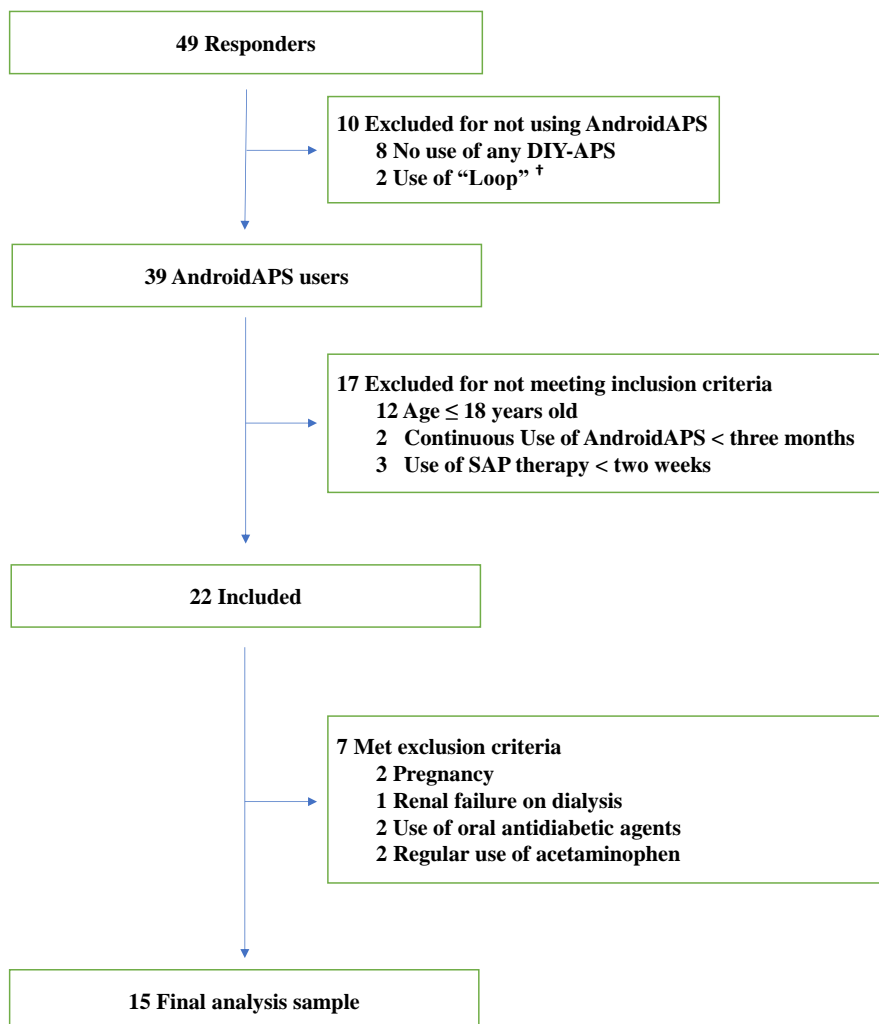 49 Responders
10 Excluded for not using AndroidAPS
8 No use of any DIY-APS
2 Use of “Loop” †
39 AndroidAPS users
17 Excluded for not meeting inclusion criteria
12 Age ≤ 18 years old
2 Continuous Use of AndroidAPS < three months
3 Use of SAP therapy < two weeks
22 Included
7 Met exclusion criteria
2 Pregnancy
1 Renal failure on dialysis
2 Use of oral antidiabetic agents
2 Regular use of acetaminophen
15 Final analysis sample